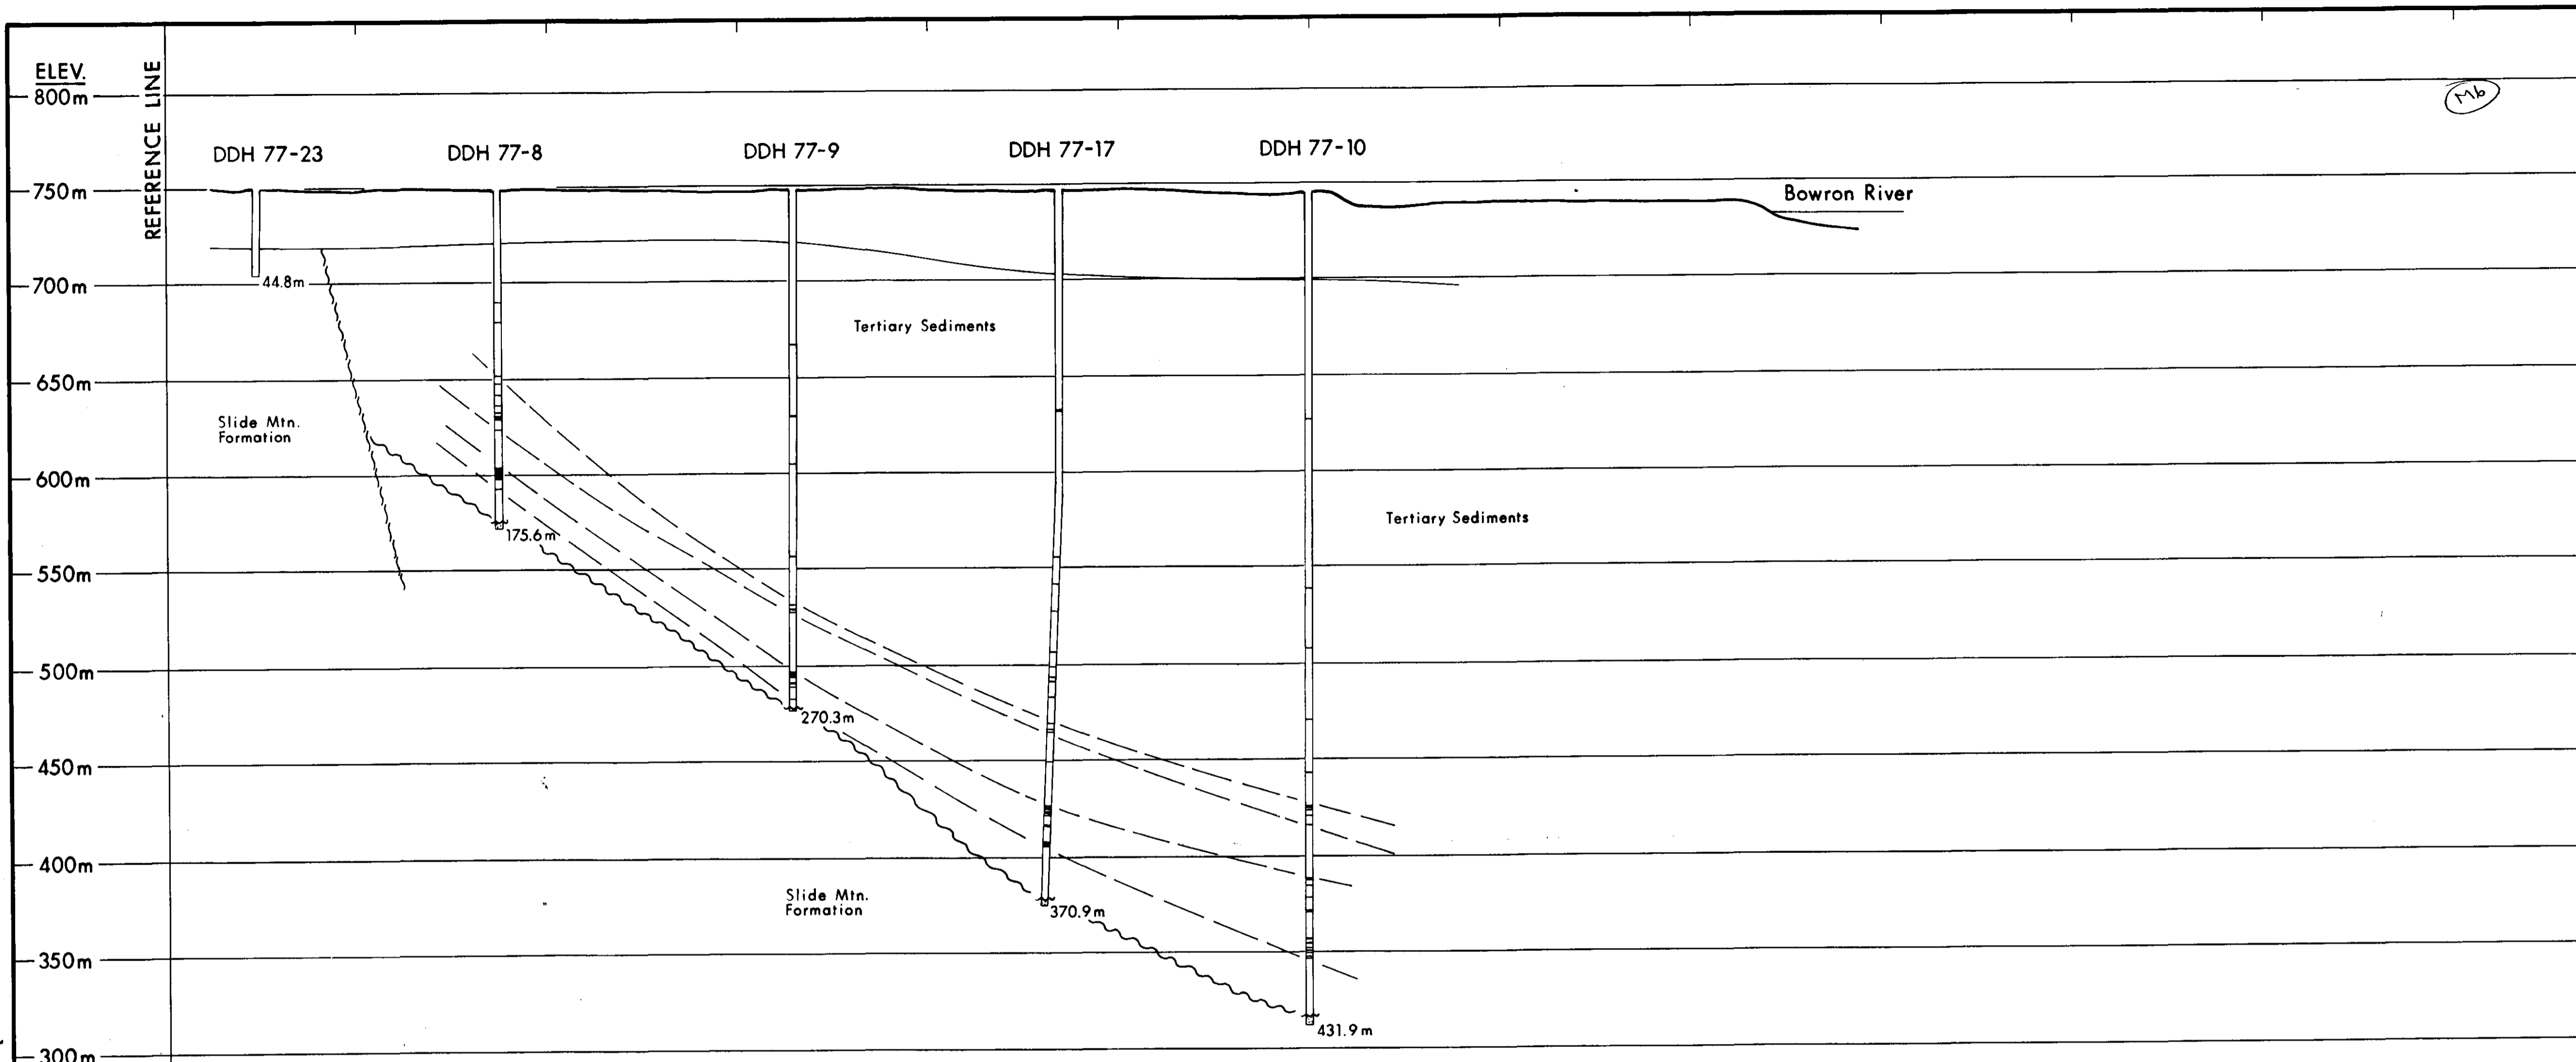 ELEV.
REFERENCE LINE
800m
Mb
DDH 77-23
DDH 77-8
DDH 77-9
DDH 77-17
DDH 77-10
750m
Bowron River
44.8m
700m
Tertiary Sediments
650m
Slide Mtn.
Formation
600m
Tertiary Sediments
175.6m
550m
500m
270.3m
450m
400m
Slide Mtn.
Formation
370.9m
350m
431.9m
300m